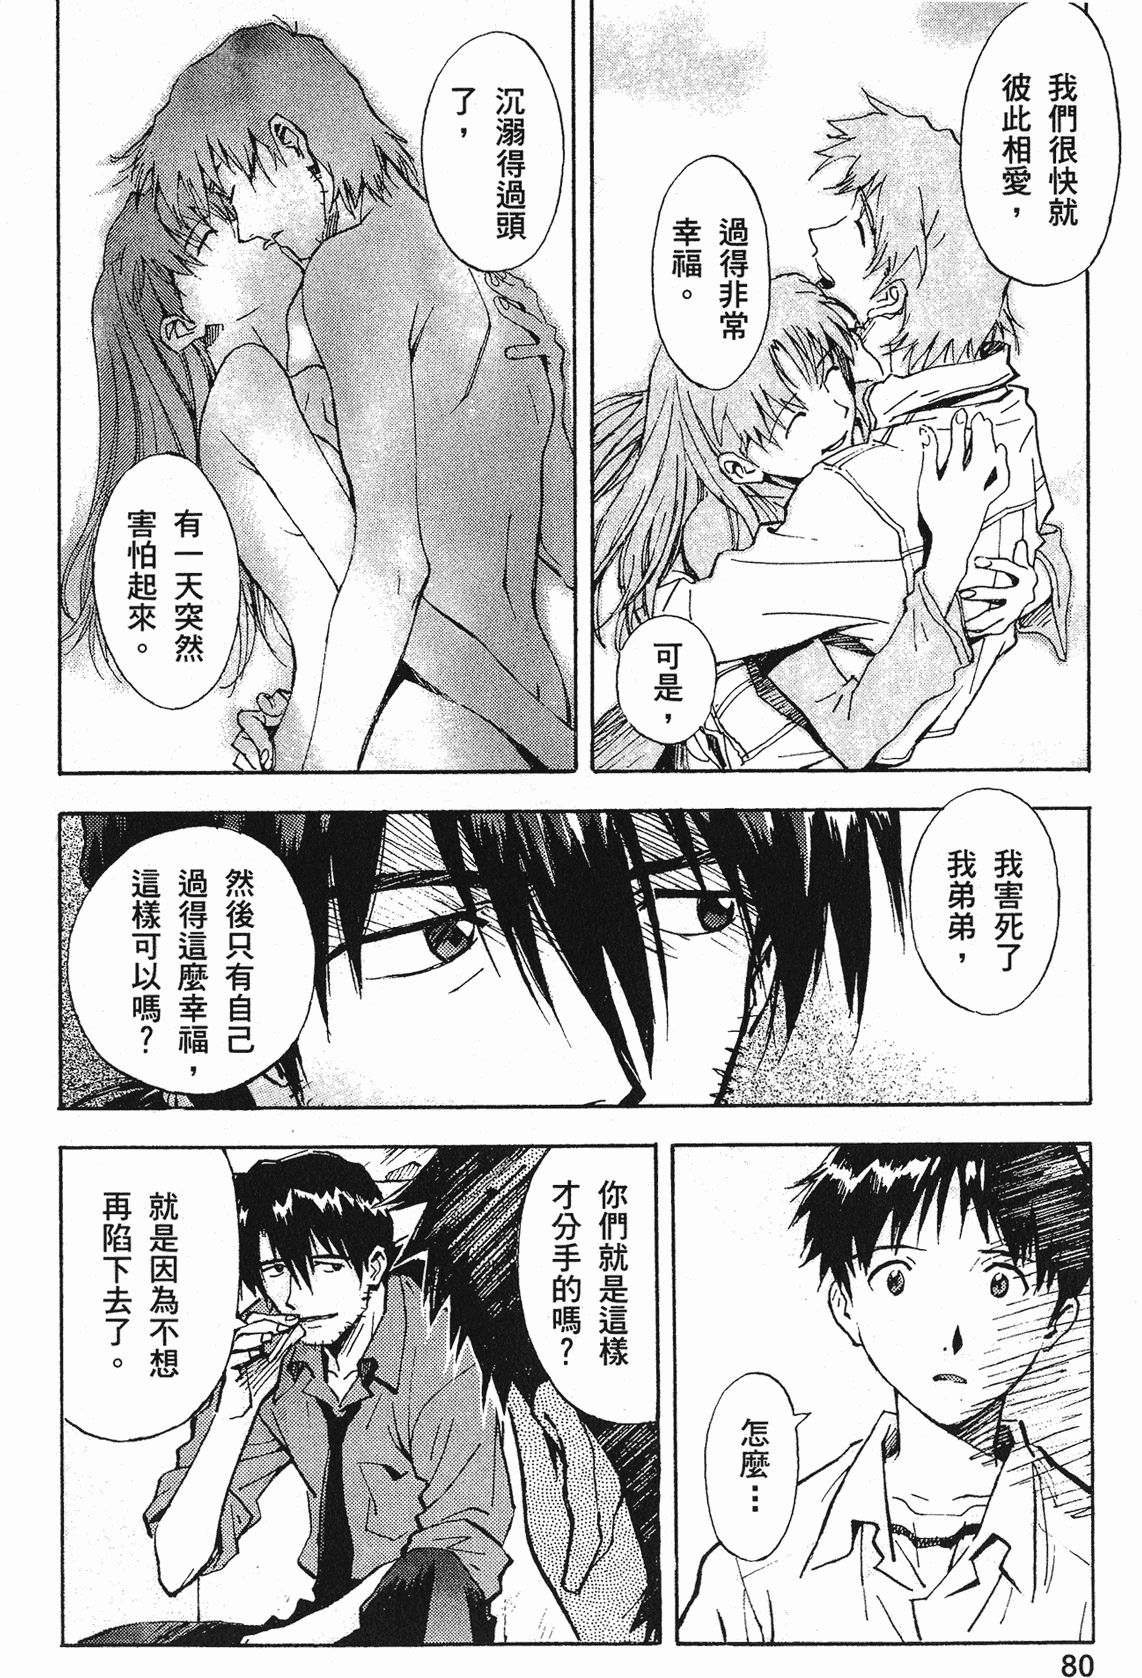 我們很快就
彼此相愛，
過得非常
幸福。
可是，
沉溺得過頭
了，
有一天突然
害怕起來。
我害死了
我弟弟，
然後只有自己
過得這麼幸福，
這樣可以嗎？
怎麼…
你們就是這樣
才分手的嗎？
就是因為不想
再陷下去了。
80